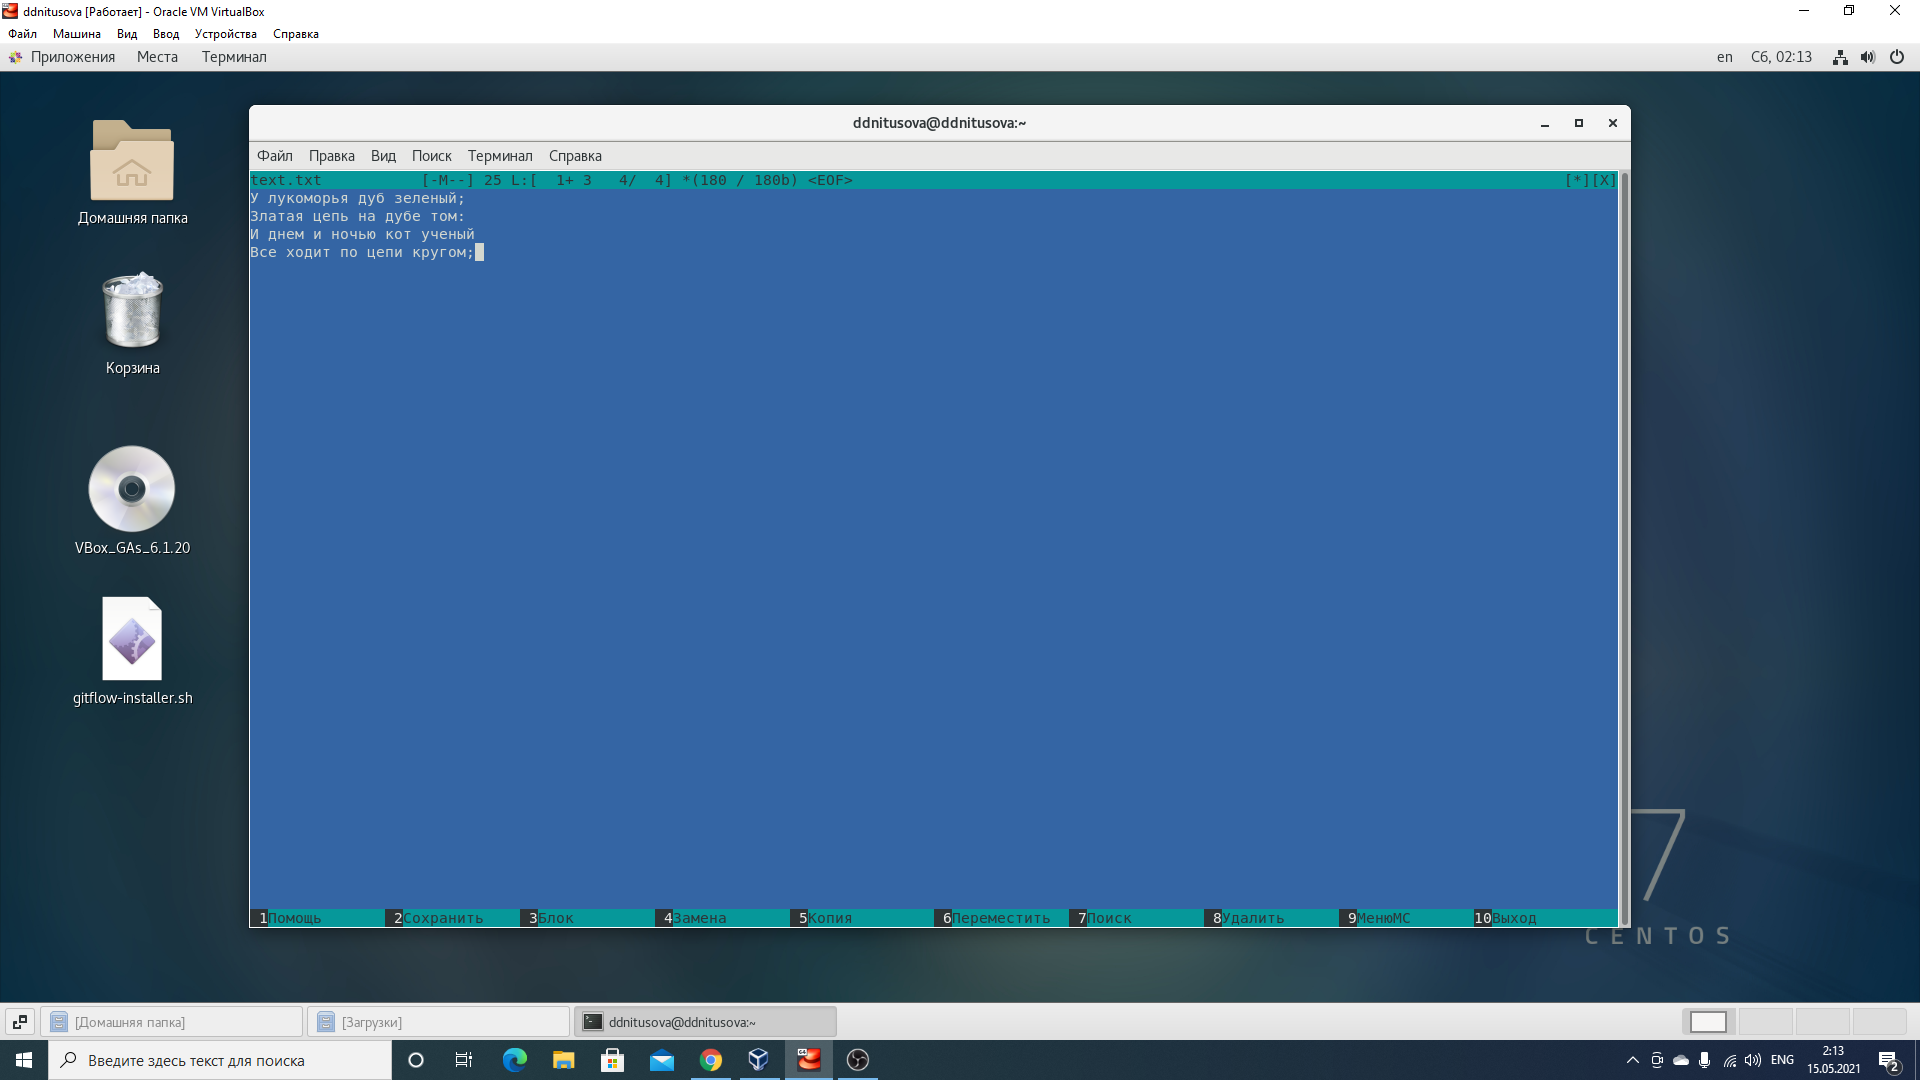 ddnitusova [Работает] - Oracle VM VirtualBox
Файл Машина Вид Ввод Устройства Справка
Приложения Места Терминал en Сб, 02:13
ddnitusova@ddnitusova:~
Файл Правка Вид Поиск Терминал Справка
text.txt [-M--] 25 L:[ 1+ 3 4/ 4] *(180 / 180b) <EOF> [*][X]
У лукоморья дуб зеленый;
Златая цепь на дубе том:
И днем и ночью кот ученый
Все ходит по цепи кругом;
Домашняя папка
Корзина
VBox_GAs_6.1.20
gitflow-installer.sh
7
CENTOS
1Помощь 2Сохранить 3Блок 4Замена 5Копия 6Переместить 7Поиск 8Удалить 9МенюМС 10Выход
[Домашняя папка] [Загрузки] ddnitusova@ddnitusova:~
Введите здесь текст для поиска 64 ENG 2:13
15.05.2021 2